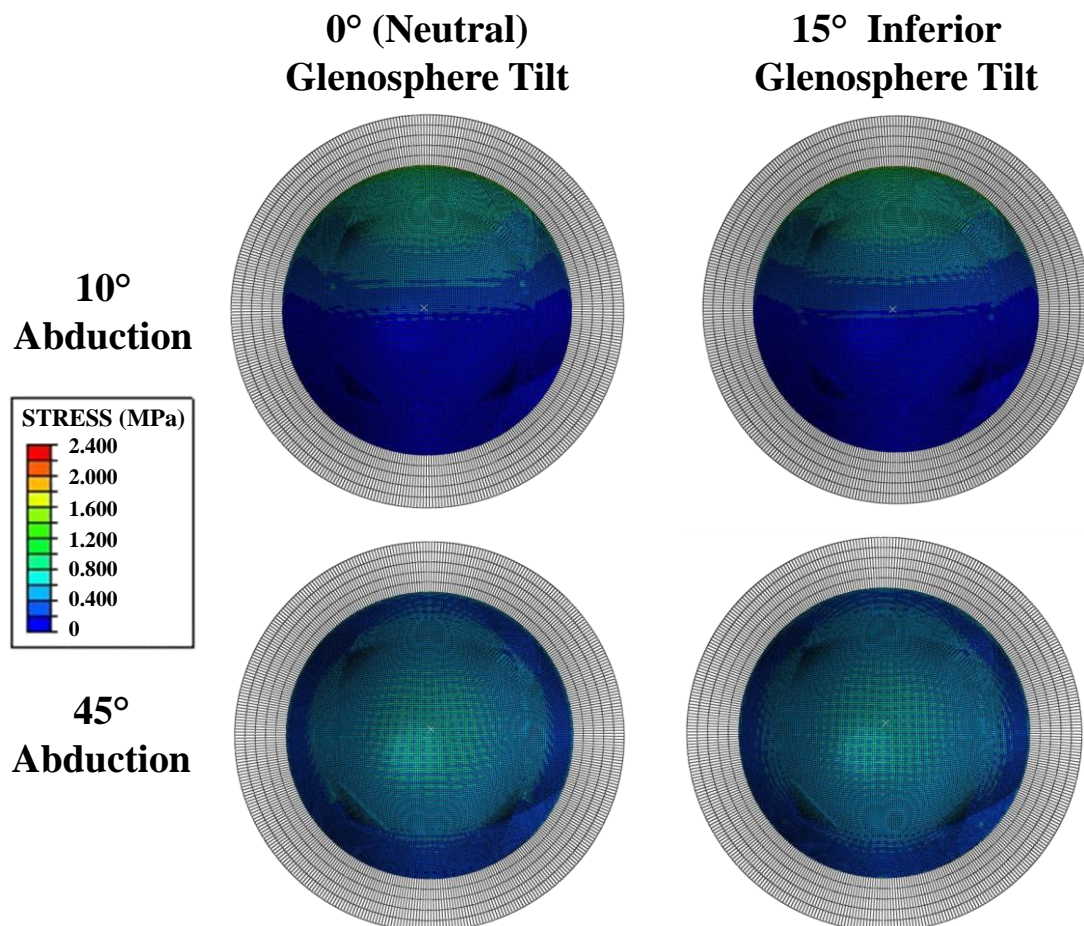 0° (Neutral)
Glenosphere Tilt
15° Inferior
Glenosphere Tilt
10°
Abduction
STRESS (MPa)
2.400
2.000
1.600
1.200
0.800
0.400
0
45°
Abduction